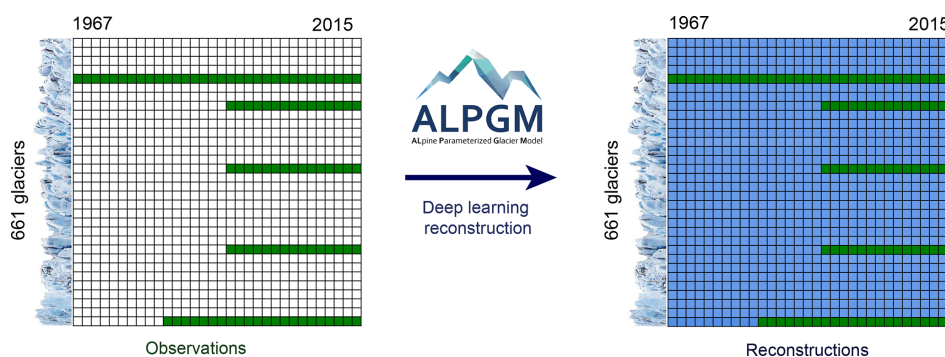 1967 2015
661 glaciers
Observations
ALPGM
ALpine Parameterized Glacier Model
Deep learning
reconstruction
1967 2015
661 glaciers
Reconstructions